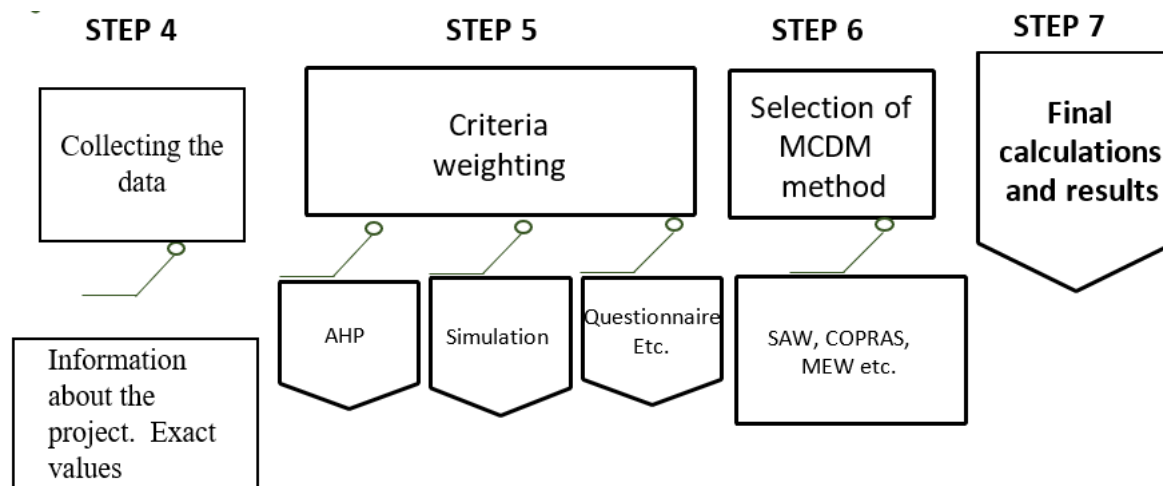 STEP 4
STEP 5
STEP 6
STEP 7
Collecting the
data
Criteria
weighting
Selection of
MCDM
method
Final
calculations
and results
Information
about the
project. Exact
values
AHP
Simulation
Questionnaire
Etc.
SAW, COPRAS,
MEW etc.